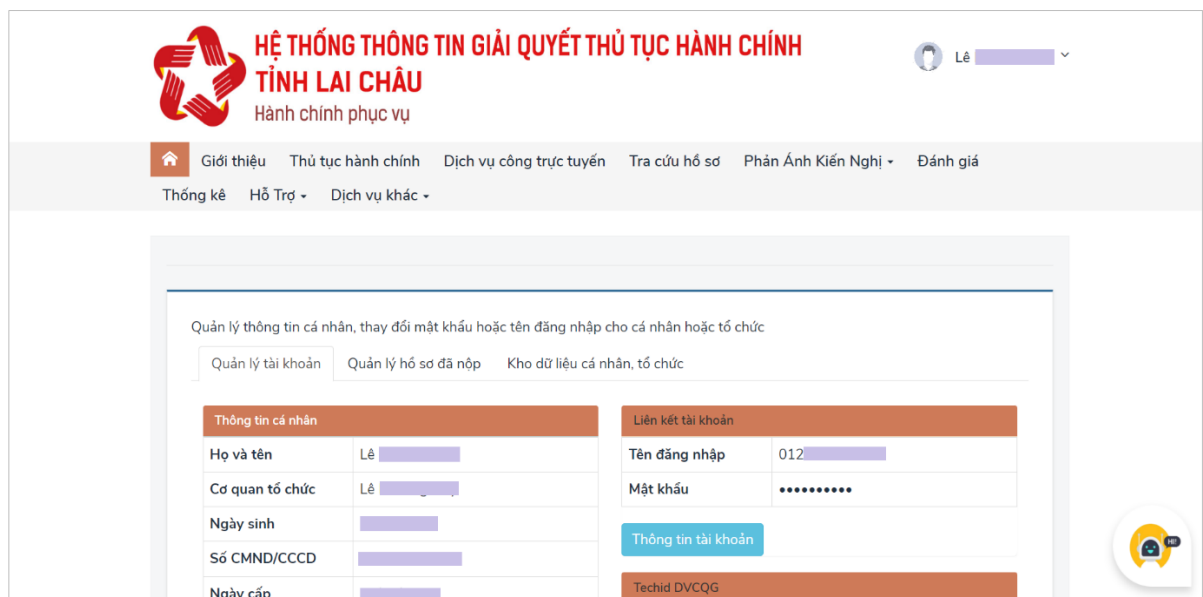 HỆ THỐNG THÔNG TIN GIẢI QUYẾT THỦ TỤC HÀNH CHÍNH
TỈNH LAI CHÂU
Hành chính phục vụ
Lê
Giới thiệu Thủ tục hành chính Dịch vụ công trực tuyến Tra cứu hồ sơ Phản Ánh Kiến Nghị Đánh giá
Thống kê Hỗ Trợ Dịch vụ khác
Quản lý thông tin cá nhân, thay đổi mật khẩu hoặc tên đăng nhập cho cá nhân hoặc tổ chức
Quản lý tài khoản Quản lý hồ sơ đã nộp Kho dữ liệu cá nhân, tổ chức
Thông tin cá nhân
Họ và tên Lê
Cơ quan tổ chức Lê
Ngày sinh
Số CMND/CCCD
Ngày cấp
Liên kết tài khoản
Tên đăng nhập 012
Mật khẩu ••••••••••
Thông tin tài khoản
Techid DVCQG
HI!